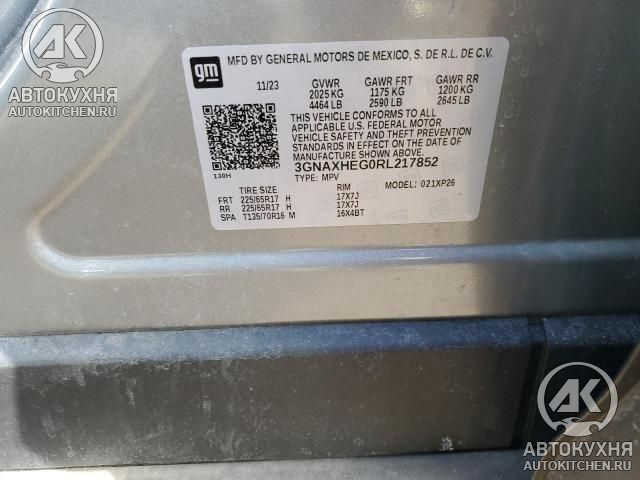 gm
MFD BY GENERAL MOTORS DE MEXICO, S. DE R.L. DE C.V.
11/23 GVWR GAWR FRT GAWR RR
2025 KG 1175 KG 1200 KG
4464 LB 2590 LB 2645 LB
THIS VEHICLE CONFORMS TO ALL
APPLICABLE U.S. FEDERAL MOTOR
VEHICLE SAFETY AND THEFT PREVENTION
STANDARDS IN EFFECT ON THE DATE OF
MANUFACTURE SHOWN ABOVE.
3GNAXHEG0RL217852
130H
TYPE: MPV MODEL: 021XP26
TIRE SIZE RIM
FRT 225/65R17 H 17X7J
RR 225/65R17 H 17X7J
SPA T135/70R16 M 16X4BT
АК
АВТОКУХНЯ
AUTOKITCHEN.RU
АК
АВТОКУХНЯ
AUTOKITCHEN.RU